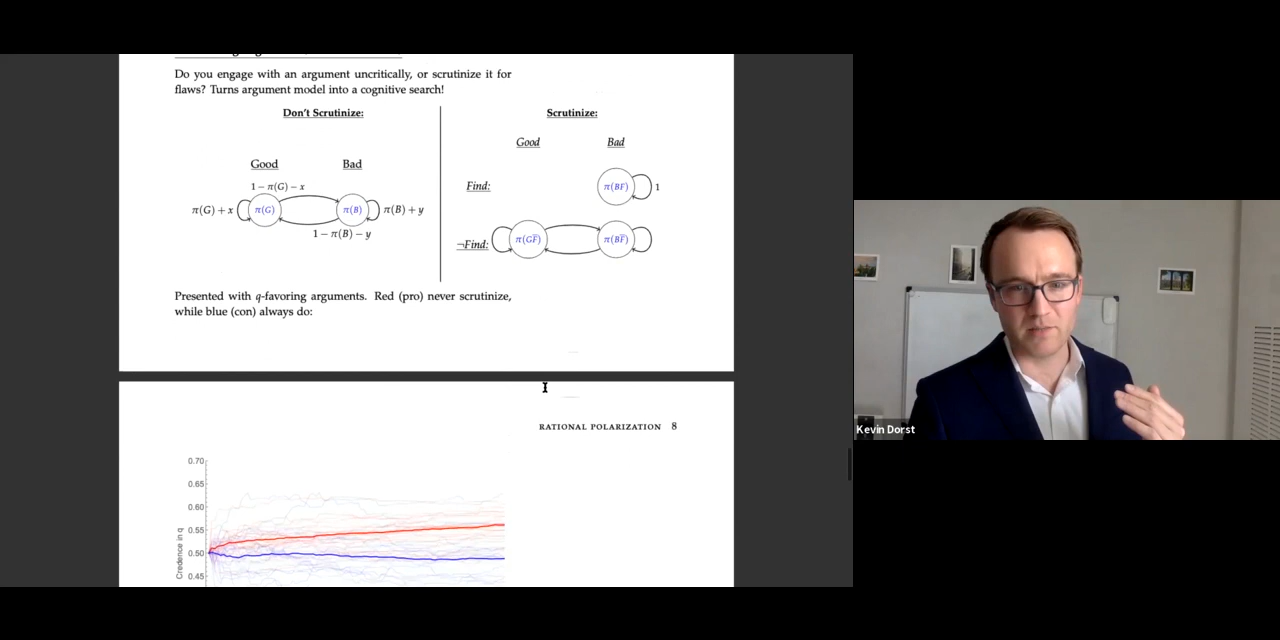 Do you engage with an argument uncritically, or scrutinize it for
flaws? Turns argument model into a cognitive search!
Don't Scrutinize:
Good Bad
1 − π(G) − x
π(G) + x π(G) π(B) π(B) + y
1 − π(B) − y
Scrutinize:
Good Bad
Find: π(BF) 1
¬Find: π(GF̅) π(BF̅)
Presented with q-favoring arguments. Red (pro) never scrutinize,
while blue (con) always do:
RATIONAL POLARIZATION 8
0.70
0.65
0.60
0.55
0.50
0.45
Credence in q
Kevin Dorst